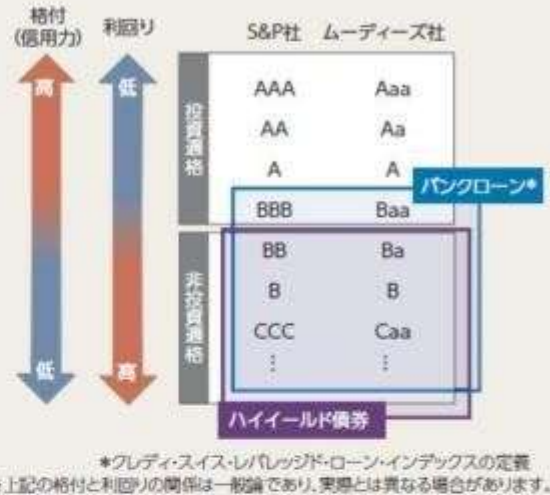 格付
(信用力)
利回り
S&P社 ムーディーズ社
高
低
投資適格
AAA Aaa
AA Aa
A A
バンクローン*
BBB Baa
非投資適格
BB Ba
B B
CCC Caa
⋮ ⋮
低
高
ハイイールド債券
*クレディ・スイス・レバレッジド・ローン・インデックスの定義
上記の格付と利回りの関係は一般論であり、実際とは異なる場合があります。